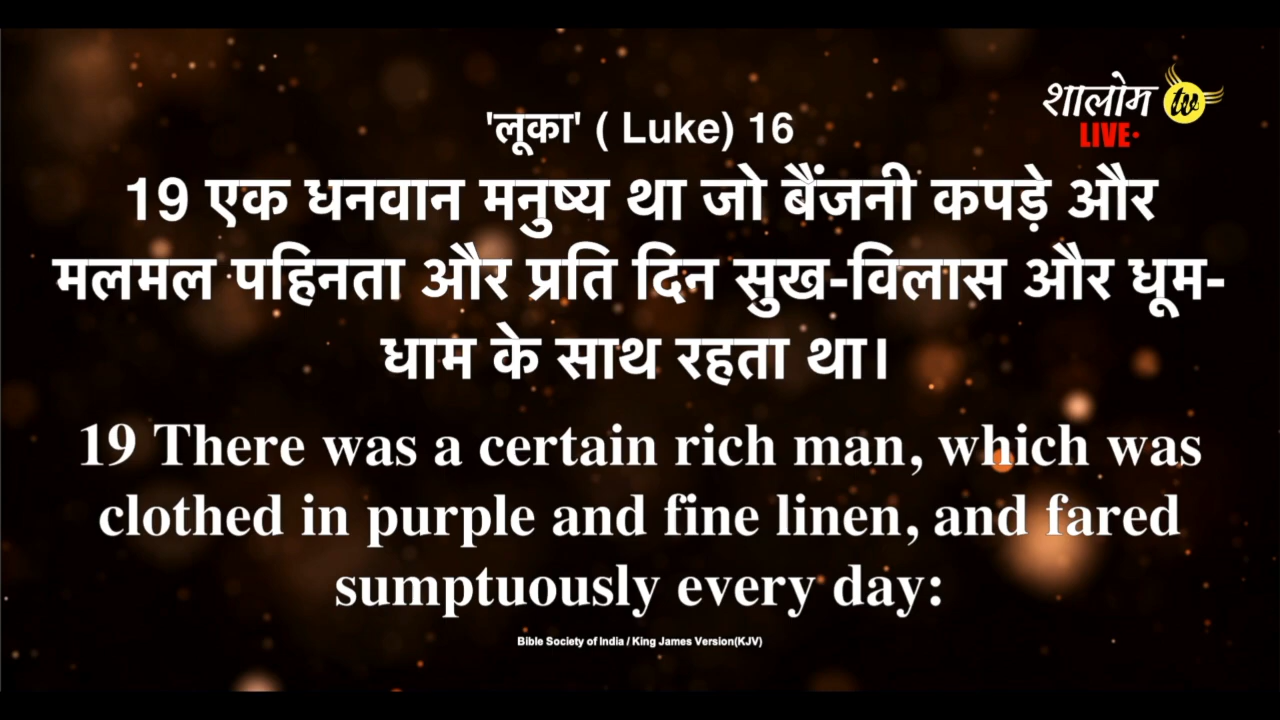 शालोम tv
LIVE
'लूका' ( Luke) 16
19 एक धनवान मनुष्य था जो बैंजनी कपड़े और
मलमल पहिनता और प्रति दिन सुख-विलास और धूम-
धाम के साथ रहता था।
19 There was a certain rich man, which was
clothed in purple and fine linen, and fared
sumptuously every day:
Bible Society of India / King James Version(KJV)